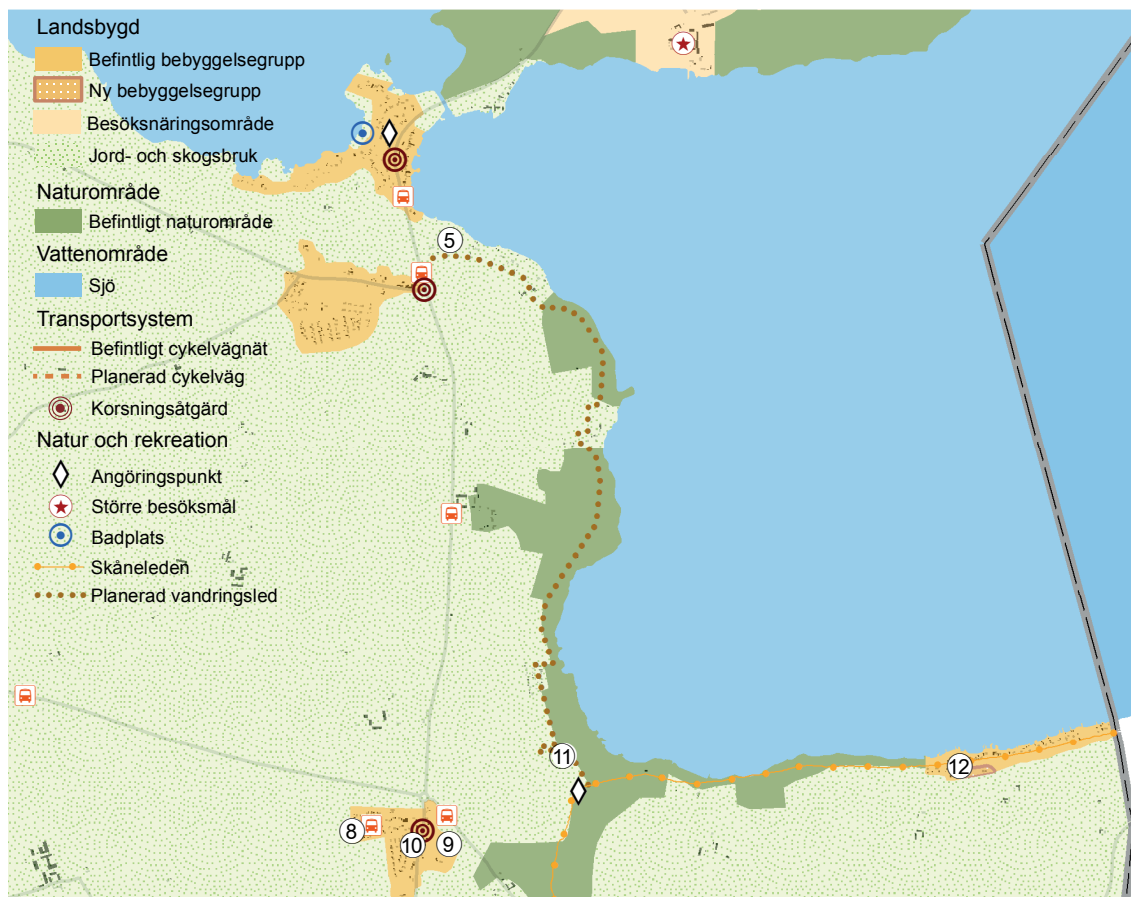 Landsbygd
Befintlig bebyggelsegrupp
Ny bebyggelsegrupp
Besöksnäringsområde
Jord- och skogsbruk
Naturområde
Befintligt naturområde
Vattenområde
Sjö
Transportsystem
Befintligt cykelvägnät
Planerad cykelväg
Korsningsåtgärd
Natur och rekreation
Angöringspunkt
Större besöksmål
Badplats
Skåneleden
Planerad vandringsled
5
11
12
8
10
9